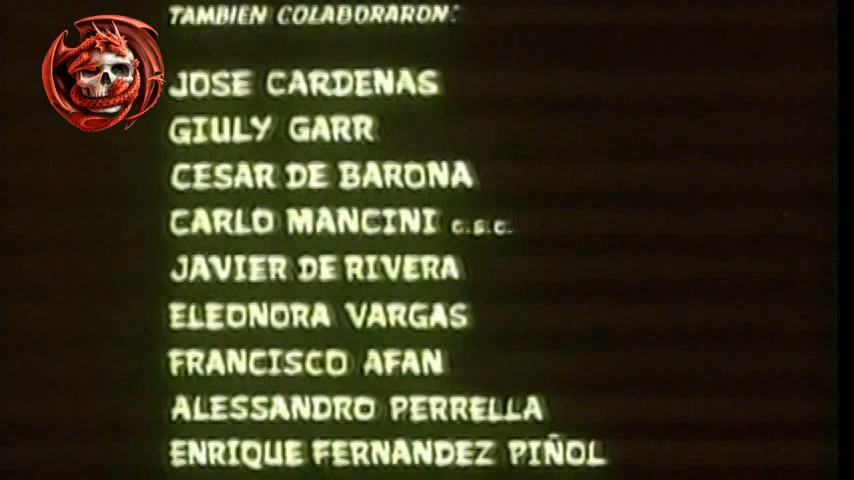 TAMBIEN COLABORARON:
JOSE CARDENAS
GIULY GARR
CESAR DE BARONA
CARLO MANCINI C.S.C.
JAVIER DE RIVERA
ELEONORA VARGAS
FRANCISCO AFAN
ALESSANDRO PERRELLA
ENRIQUE FERNANDEZ PIÑOL